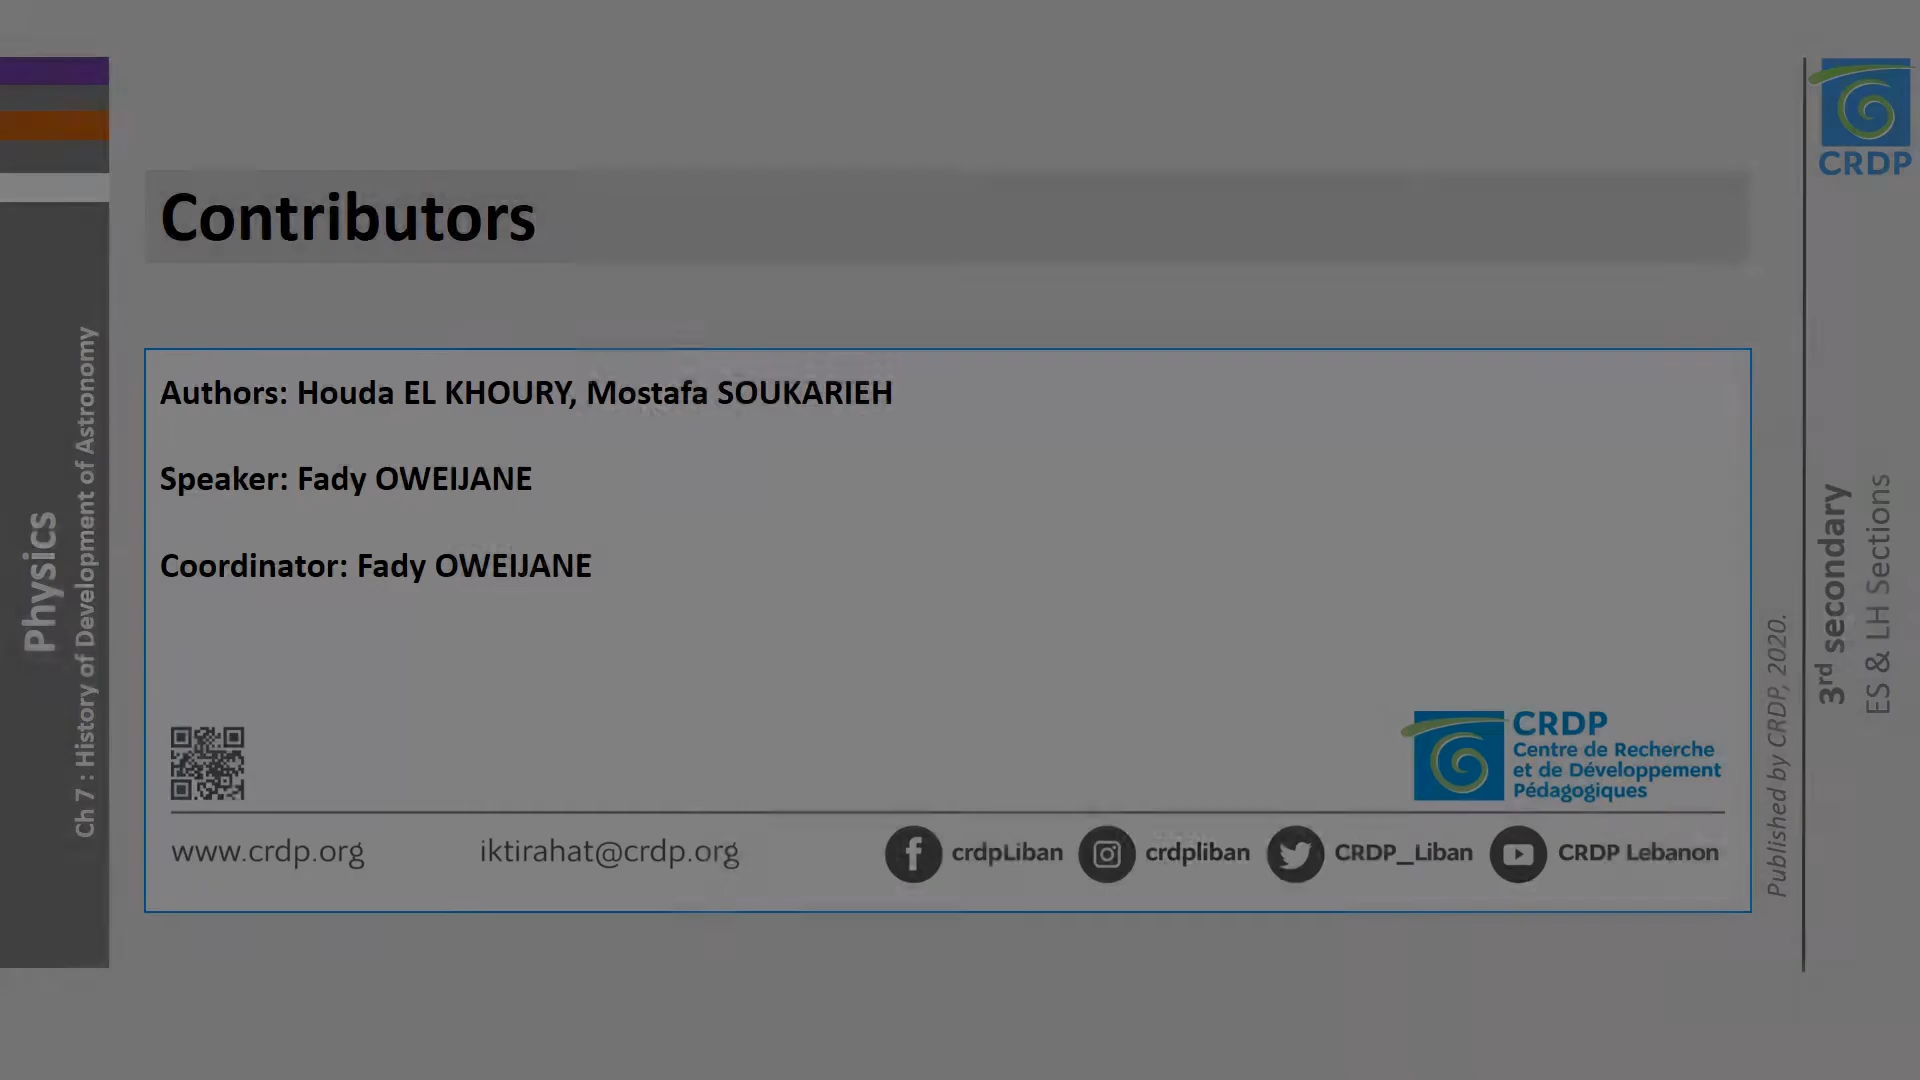 Physics
Ch 7 : History of Development of Astronomy
Contributors
Authors: Houda EL KHOURY, Mostafa SOUKARIEH
Speaker: Fady OWEIJANE
Coordinator: Fady OWEIJANE
CRDP
Centre de Recherche
et de Développement
Pédagogiques
www.crdp.org
iktirahat@crdp.org
crdpLiban
crdpliban
CRDP_Liban
CRDP Lebanon
Published by CRDP, 2020.
CRDP
3rd secondary
ES & LH Sections